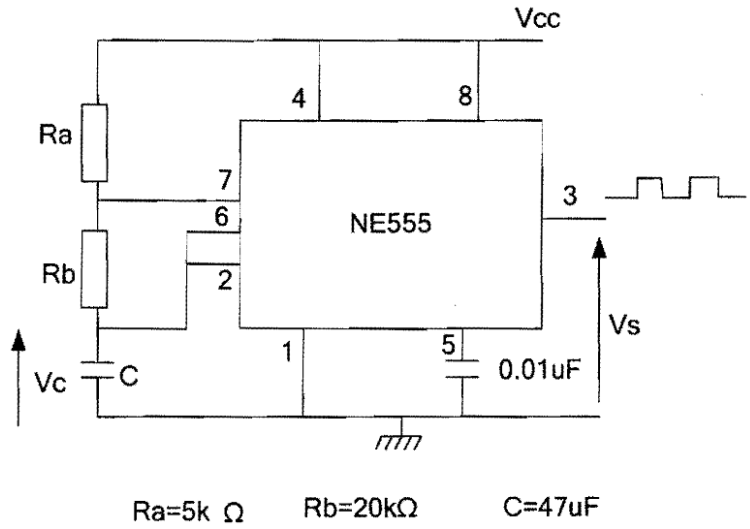 Vcc
4
8
Ra
7
3
6
NE555
Rb
2
Vs
1
5
Vc
C
0.01uF
Ra=5k Ω Rb=20kΩ C=47uF